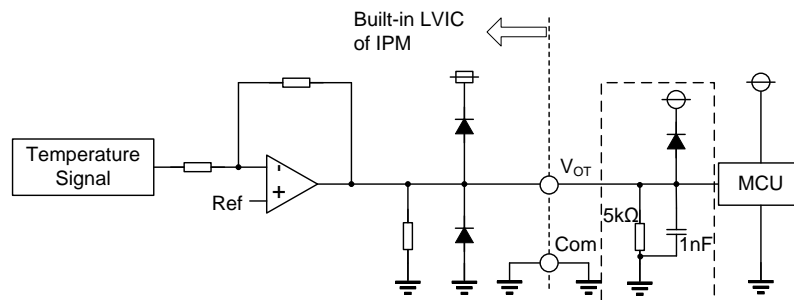 Built-in LVIC
of IPM
Temperature
Signal
-
+
Ref
VOT
Com
5kΩ
1nF
MCU